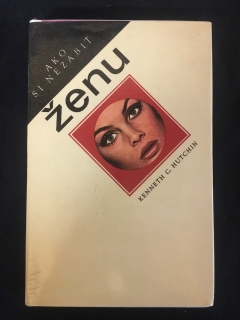 AKO
SI NEZABIŤ
ženu
KENNETH C. HUTCHIN